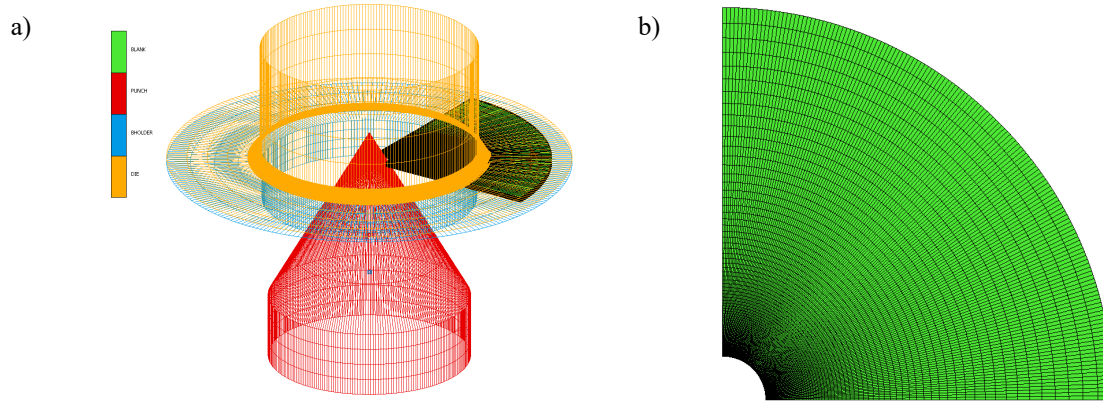 a)
b)
BLANK
PUNCH
BHOLDER
DIE